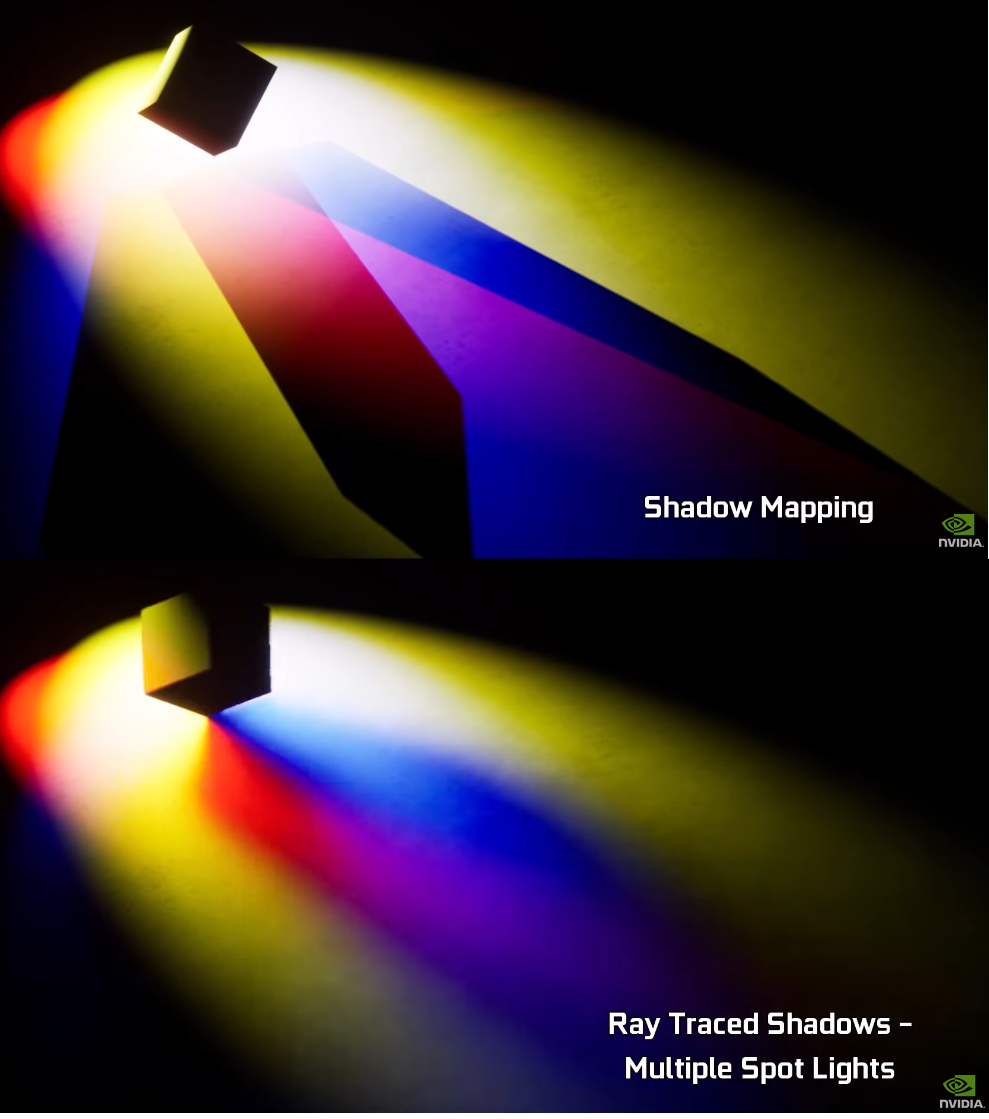 Shadow Mapping
NVIDIA.
Ray Traced Shadows -
Multiple Spot Lights
NVIDIA.